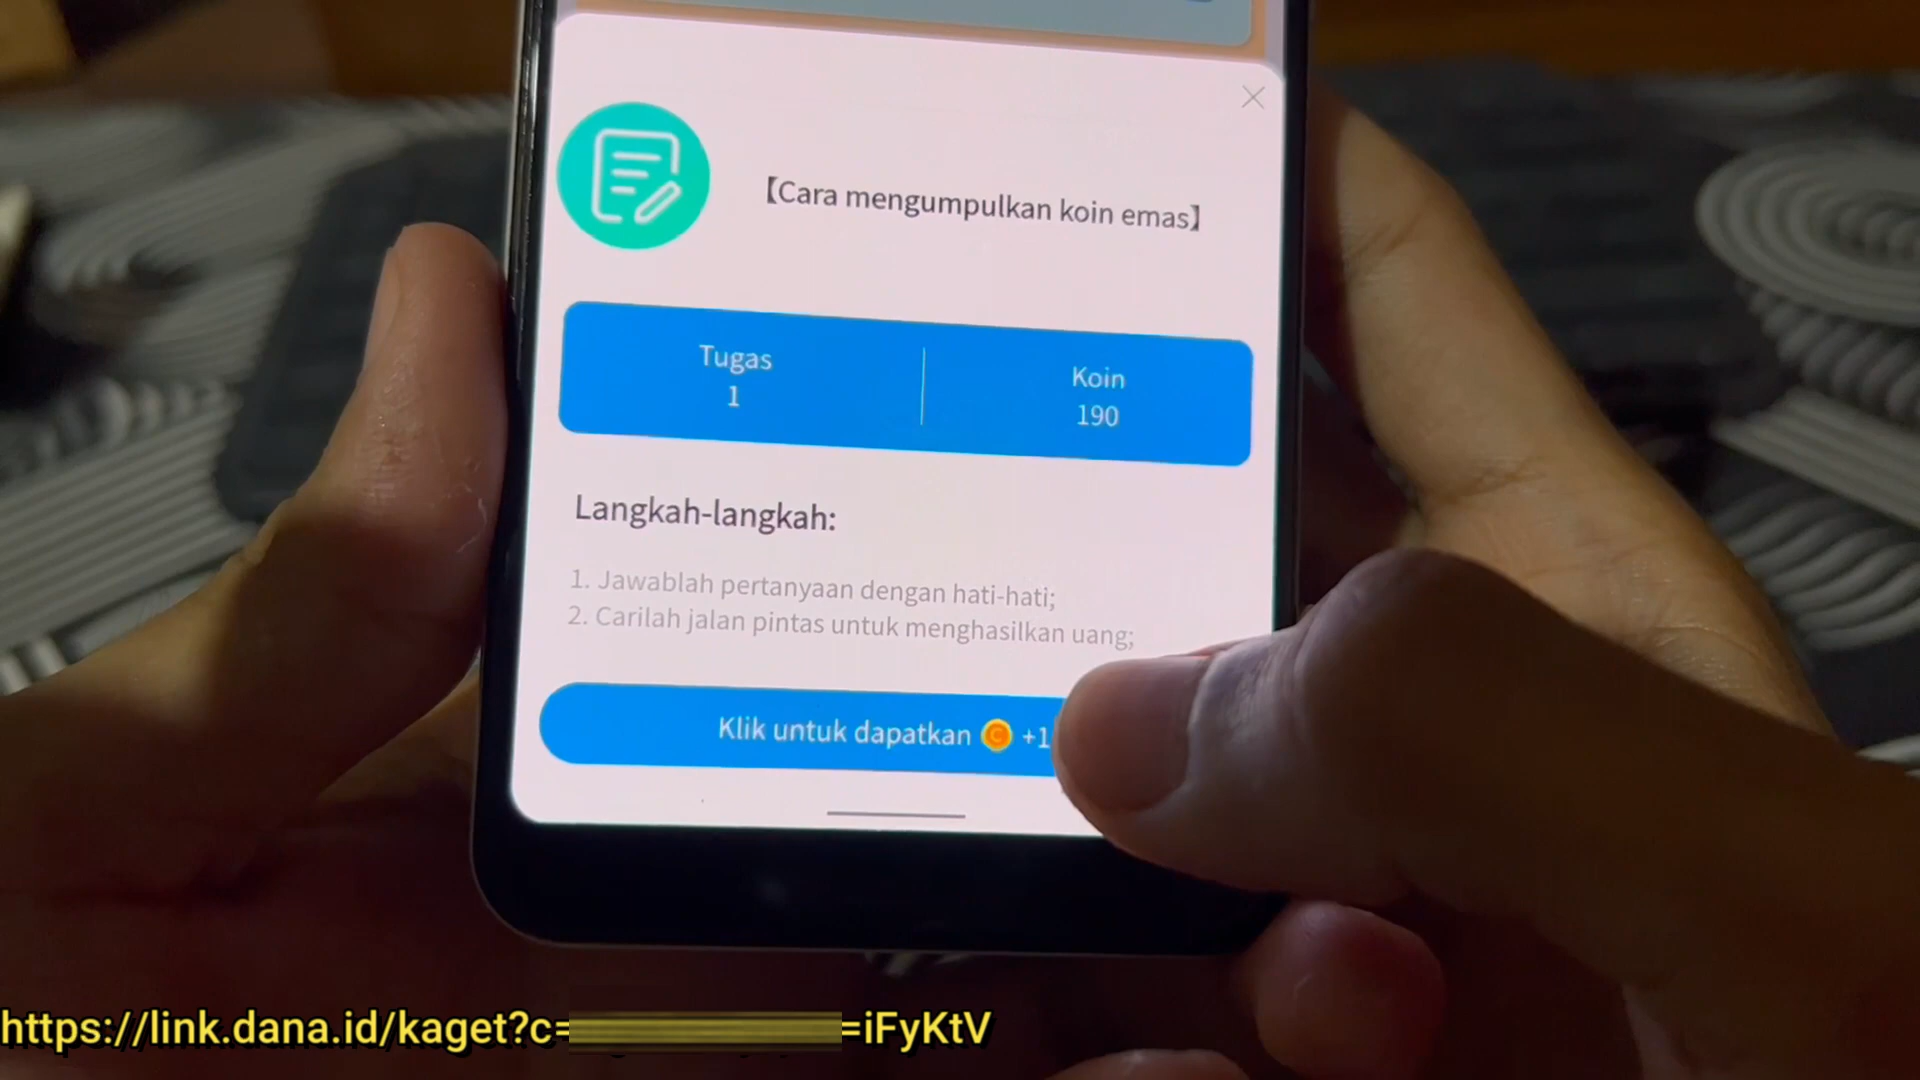 【Cara mengumpulkan koin emas】
Tugas
1
Koin
190
Langkah-langkah:
1. Jawablah pertanyaan dengan hati-hati;
2. Carilah jalan pintas untuk menghasilkan uang;
Klik untuk dapatkan +1
https://link.dana.id/kaget?c= =iFyKtV